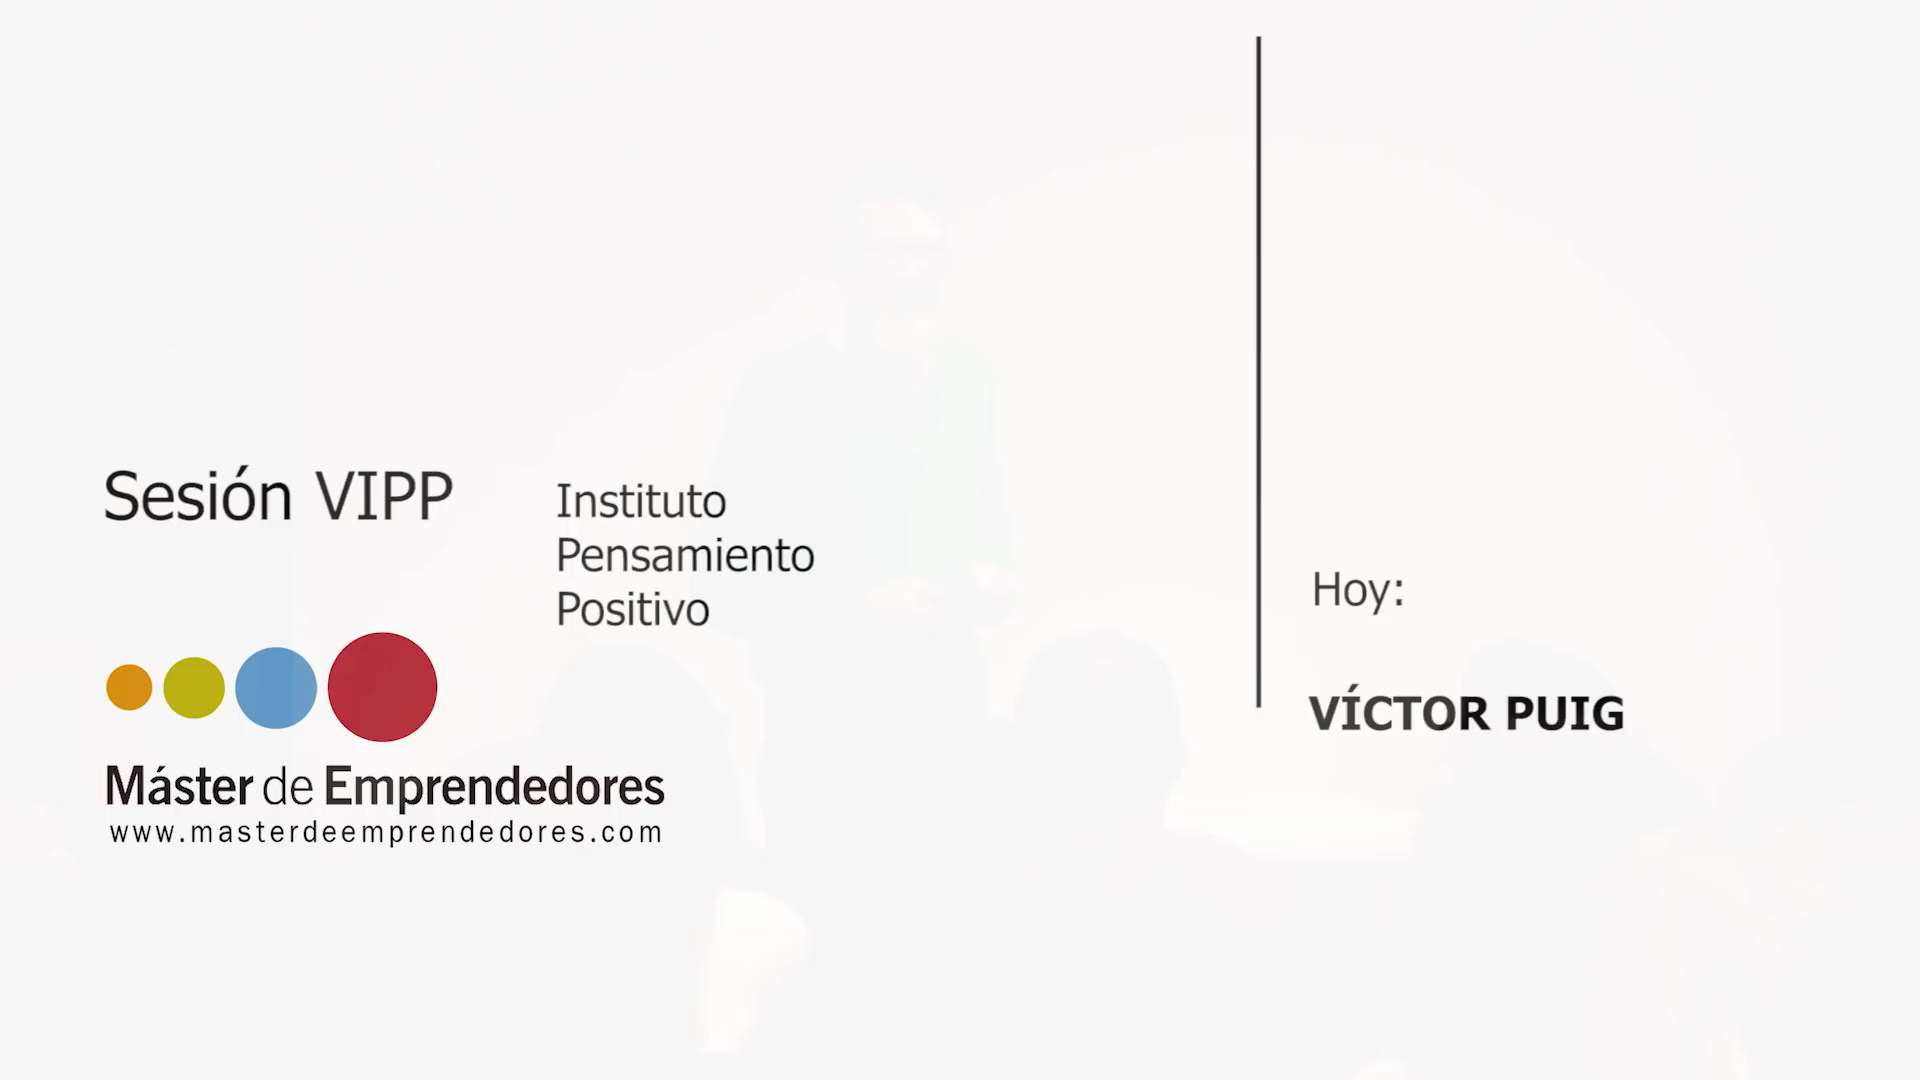 Sesión VIPP
Instituto
Pensamiento
Positivo
Máster de Emprendedores
www.masterdeemprendedores.com
Hoy:
VÍCTOR PUIG